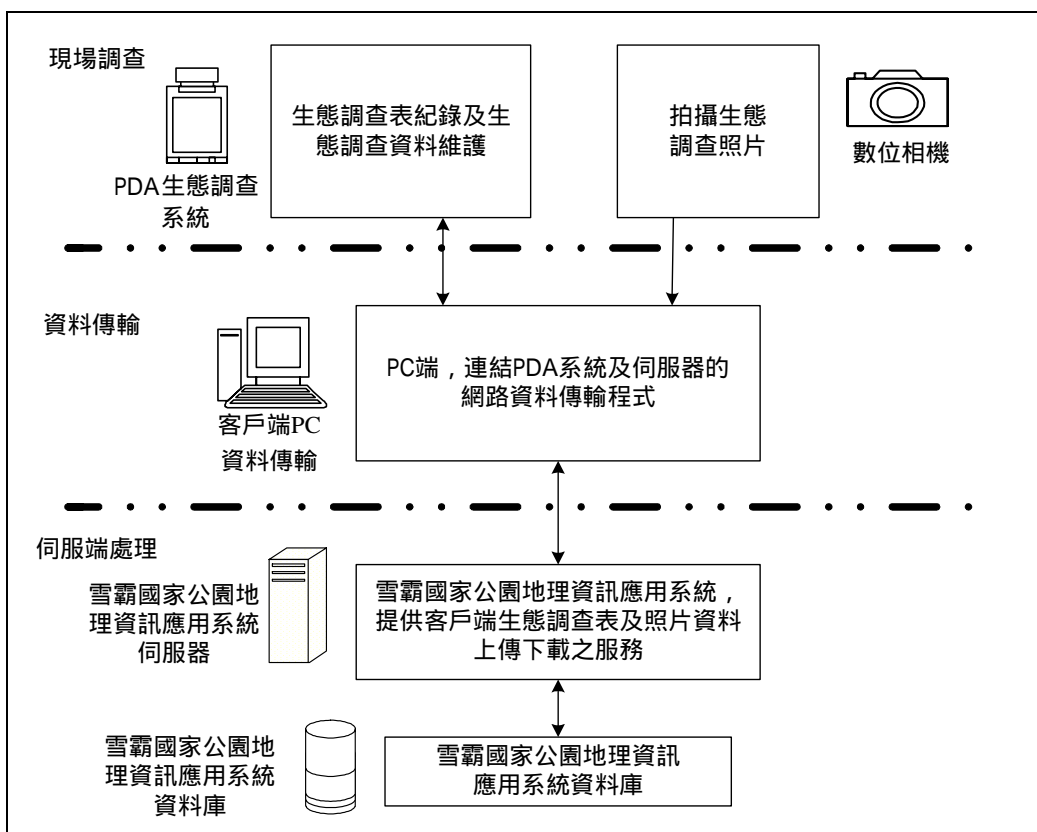 現場調查
PDA生態調查
系統
生態調查表紀錄及生
態調查資料維護
拍攝生態
調查照片
數位相機
資料傳輸
客戶端PC
資料傳輸
PC端，連結PDA系統及伺服器的
網路資料傳輸程式
伺服端處理
雪霸國家公園地
理資訊應用系統
伺服器
雪霸國家公園地理資訊應用系統，
提供客戶端生態調查表及照片資料
上傳下載之服務
雪霸國家公園地
理資訊應用系統
資料庫
雪霸國家公園地理資訊
應用系統資料庫